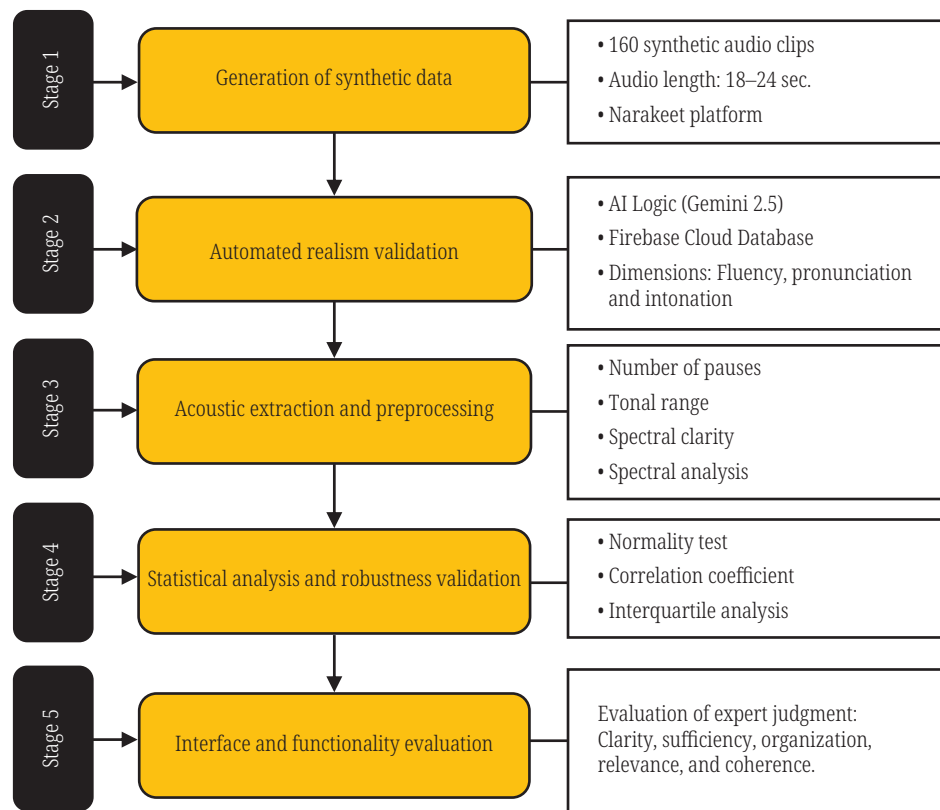 Stage 1
Generation of synthetic data
• 160 synthetic audio clips
• Audio length: 18–24 sec.
• Narakeet platform
Stage 2
Automated realism validation
• AI Logic (Gemini 2.5)
• Firebase Cloud Database
• Dimensions: Fluency, pronunciation
and intonation
Stage 3
Acoustic extraction and preprocessing
• Number of pauses
• Tonal range
• Spectral clarity
• Spectral analysis
Stage 4
Statistical analysis and robustness validation
• Normality test
• Correlation coefficient
• Interquartile analysis
Stage 5
Interface and functionality evaluation
Evaluation of expert judgment:
Clarity, sufficiency, organization,
relevance, and coherence.